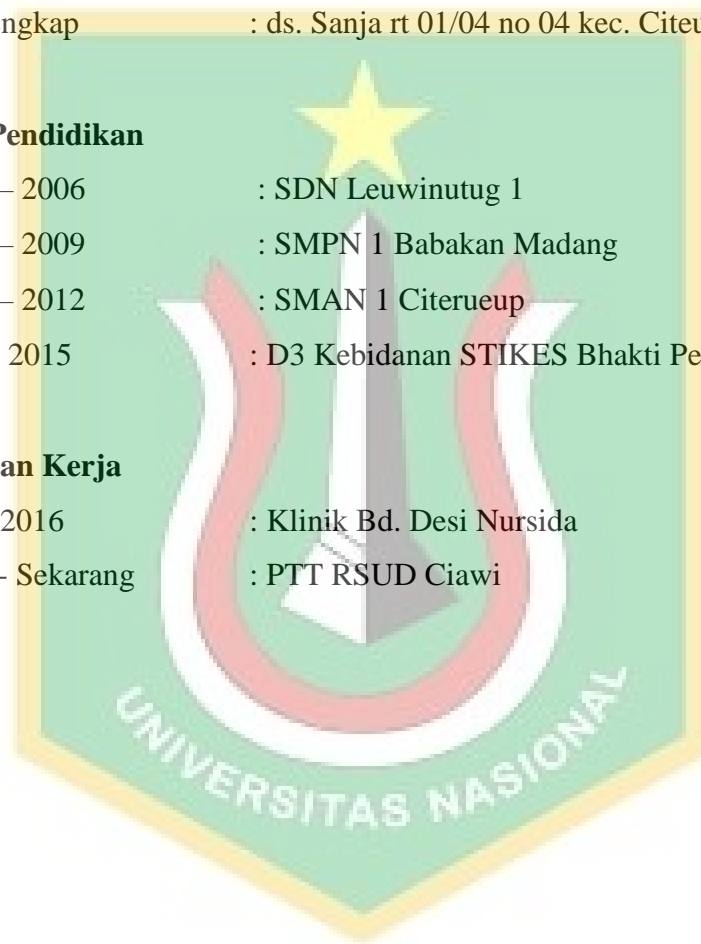 ngkap : ds. Sanja rt 01/04 no 04 kec. Citeu
Pendidikan
– 2006 : SDN Leuwinutug 1
– 2009 : SMPN 1 Babakan Madang
– 2012 : SMAN 1 Citerueup
2015 : D3 Kebidanan STIKES Bhakti Pe
an Kerja
2016 : Klinik Bd. Desi Nursida
- Sekarang : PTT RSUD Ciawi
UNIVERSITAS NASIONAL